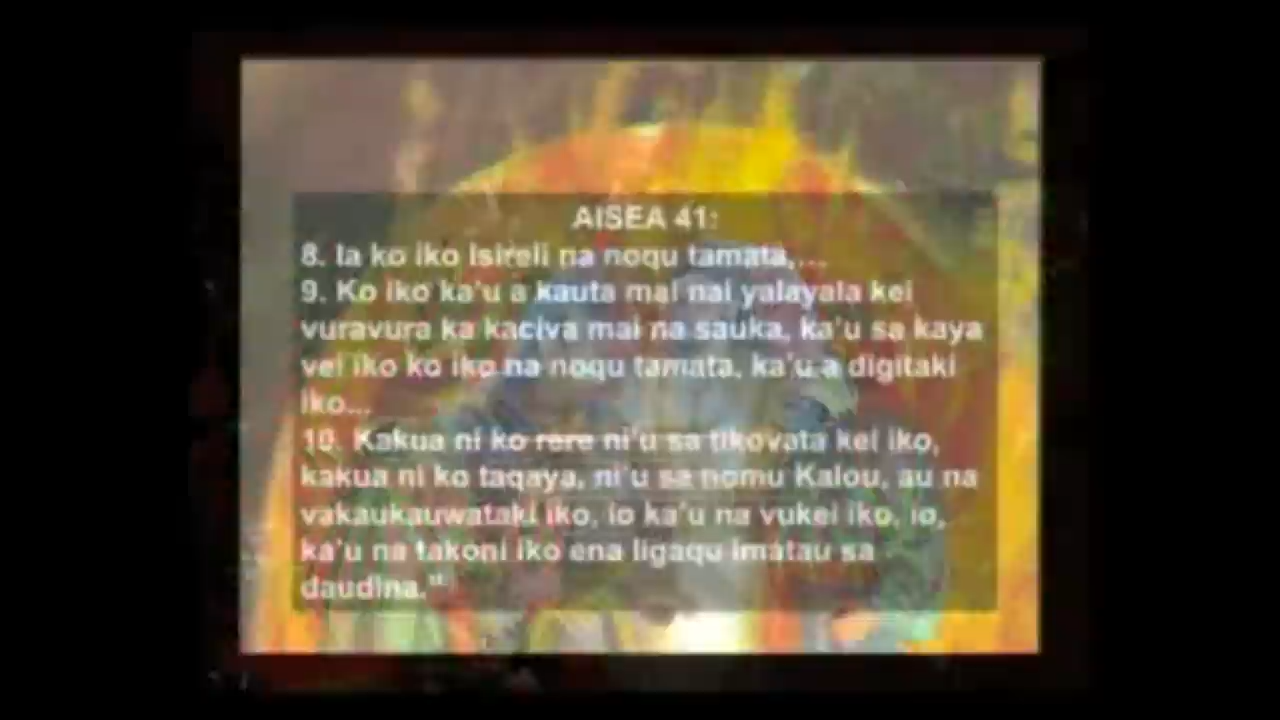 AISEA 41:
8. Ia ko iko Isireli na noqu tamata,...
9. Ko iko ka'u a kauta mai nai yalayala kei
vuravura ka kaciva mai na sauka, ka'u sa kaya
vei iko ko iko na noqu tamata, ka'u a digitaki
iko...
10. Kakua ni ko rere ni'u sa tikovata kei iko,
kakua ni ko taqaya, ni'u sa nomu Kalou, au na
vakaukauwataki iko, io ka'u na vukei iko, io,
ka'u na takoni iko ena ligaqu imatau sa
daudina."